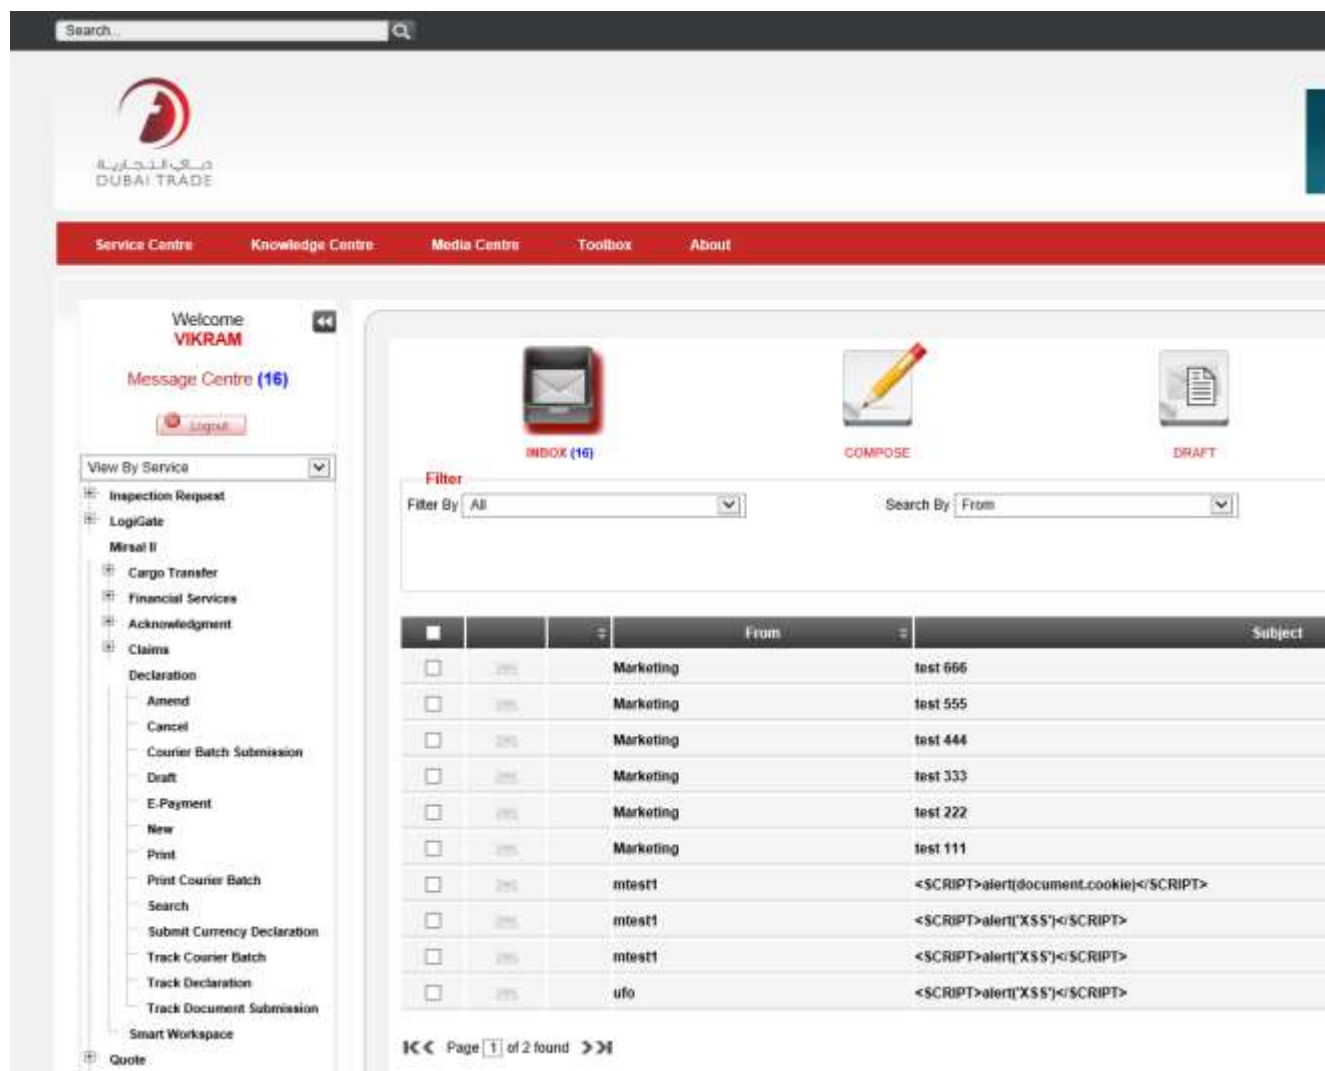 Search...
دبي التجارية
DUBAI TRADE
Service Centre Knowledge Centre Media Centre Toolbox About
Welcome
VIKRAM
Message Centre (16)
Logout
View By Service
Inspection Request
LogiGate
Mirsal II
Cargo Transfer
Financial Services
Acknowledgment
Claims
Declaration
Amend
Cancel
Courier Batch Submission
Draft
E-Payment
New
Print
Print Courier Batch
Search
Submit Currency Declaration
Track Courier Batch
Track Declaration
Track Document Submission
Smart Workspace
Quote
INBOX (16) COMPOSE DRAFT
Filter
Filter By All Search By From
From Subject
Marketing test 666
Marketing test 555
Marketing test 444
Marketing test 333
Marketing test 222
Marketing test 111
mtest1 <SCRIPT>alert(document.cookie)</SCRIPT>
mtest1 <SCRIPT>alert('XSS')</SCRIPT>
mtest1 <SCRIPT>alert('XSS')</SCRIPT>
ufo <SCRIPT>alert('XSS')</SCRIPT>
Page 1 of 2 found